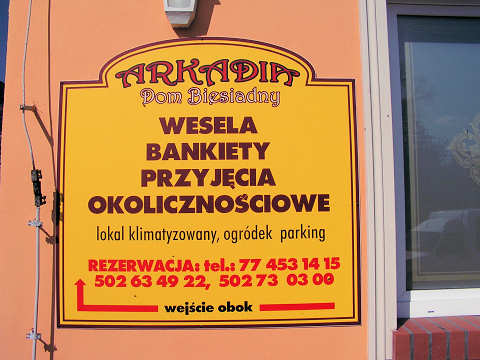 ARKADIA
Dom Biesiadny
WESELA
BANKIETY
PRZYJĘCIA
OKOLICZNOŚCIOWE
lokal klimatyzowany, ogródek parking
REZERWACJA: tel.: 77 453 14 15
502 63 49 22, 502 73 03 00
wejście obok